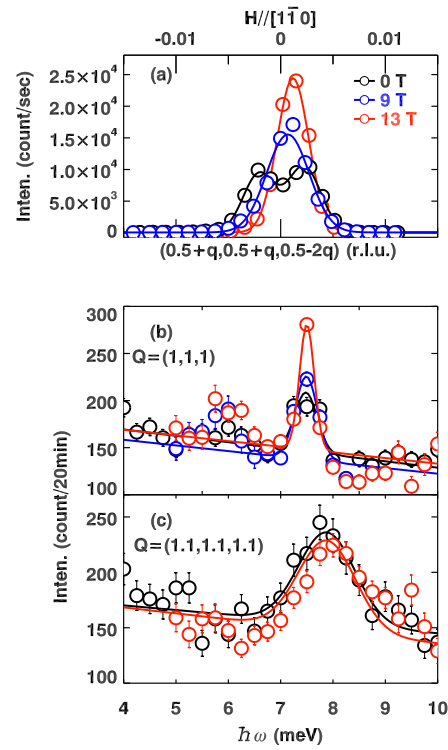 H//[11̄0]
-0.01 0 0.01
(a)
0 T
9 T
13 T
2.5×10⁴
2.0×10⁴
1.5×10⁴
1.0×10⁴
5.0×10³
0.0
Inten. (count/sec)
(0.5+q,0.5+q,0.5-2q) (r.l.u.)
300
250
200
150
100
(b)
Q=(1,1,1)
250
200
150
100
(c)
Q=(1.1,1.1,1.1)
Inten. (count/20min)
4 5 6 7 8 9 10
ħω (meV)